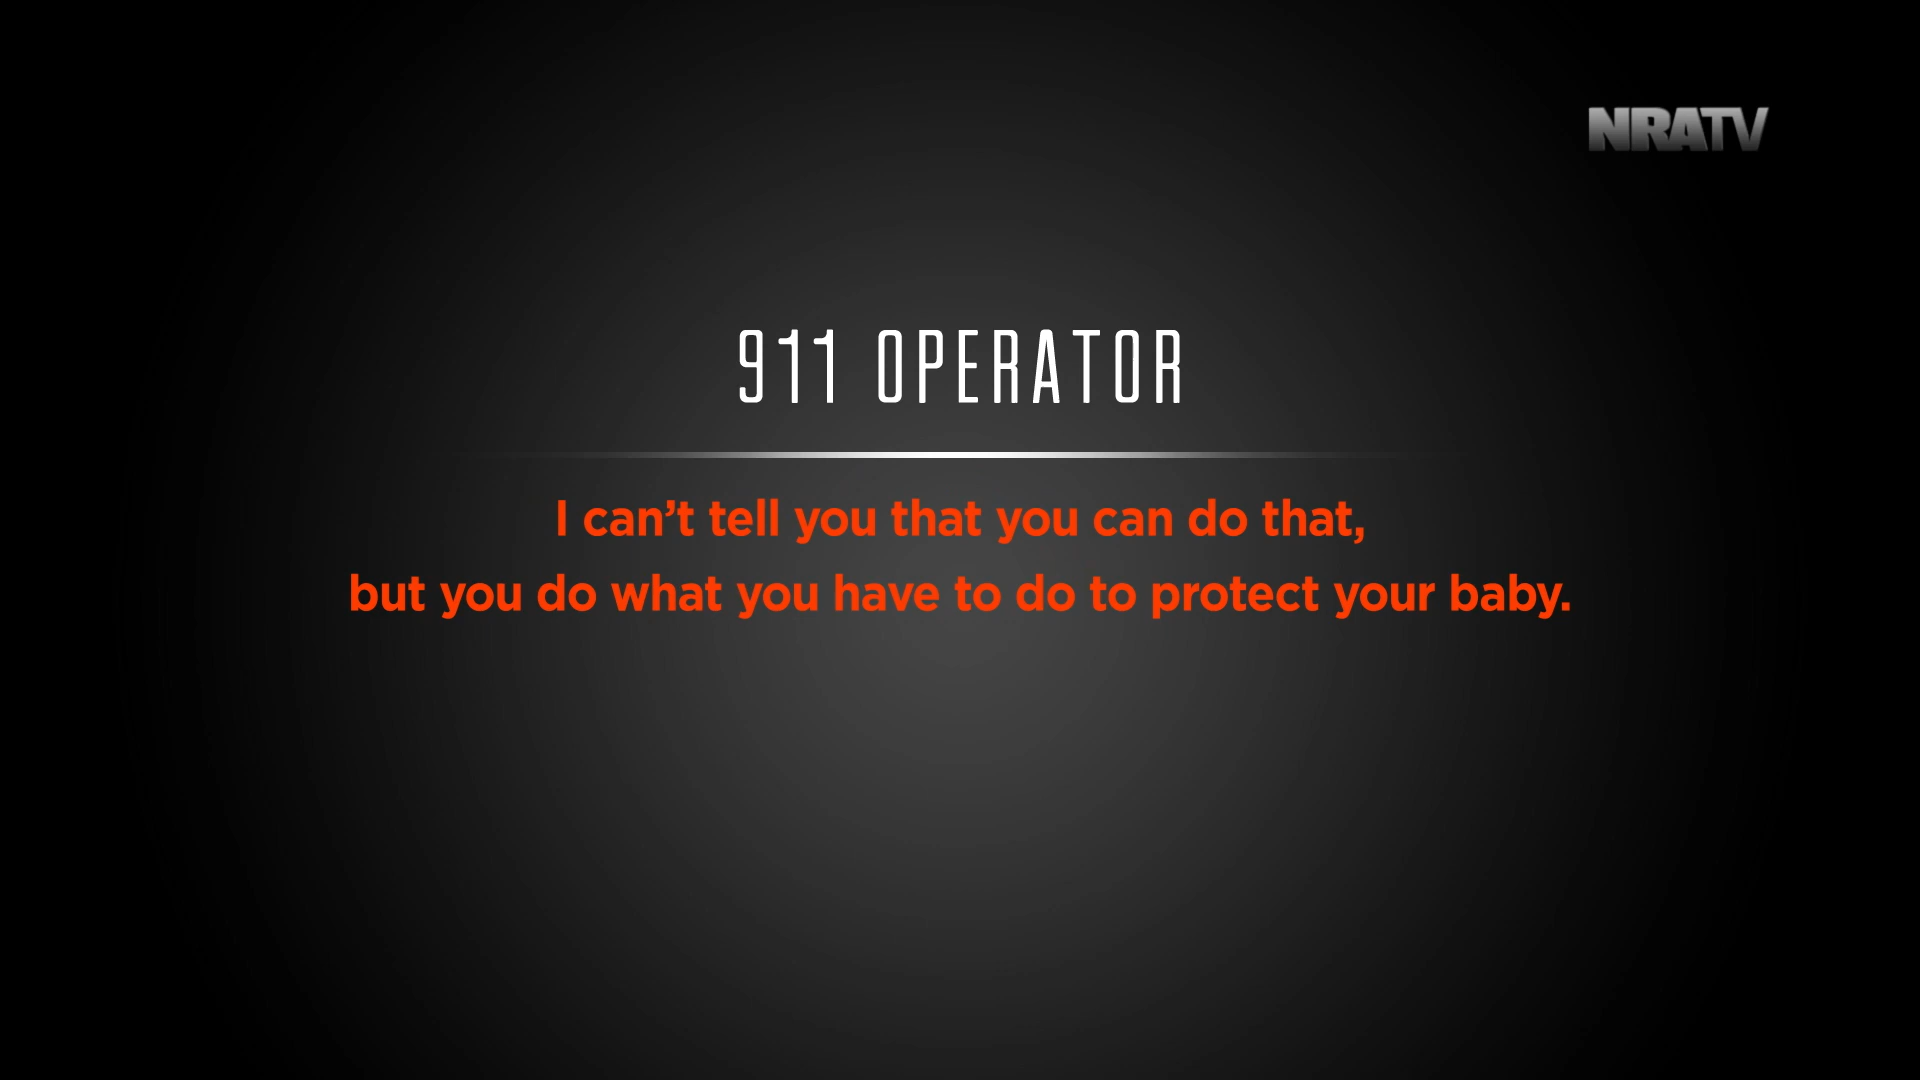 NRATV
911 OPERATOR
I can’t tell you that you can do that,
but you do what you have to do to protect your baby.